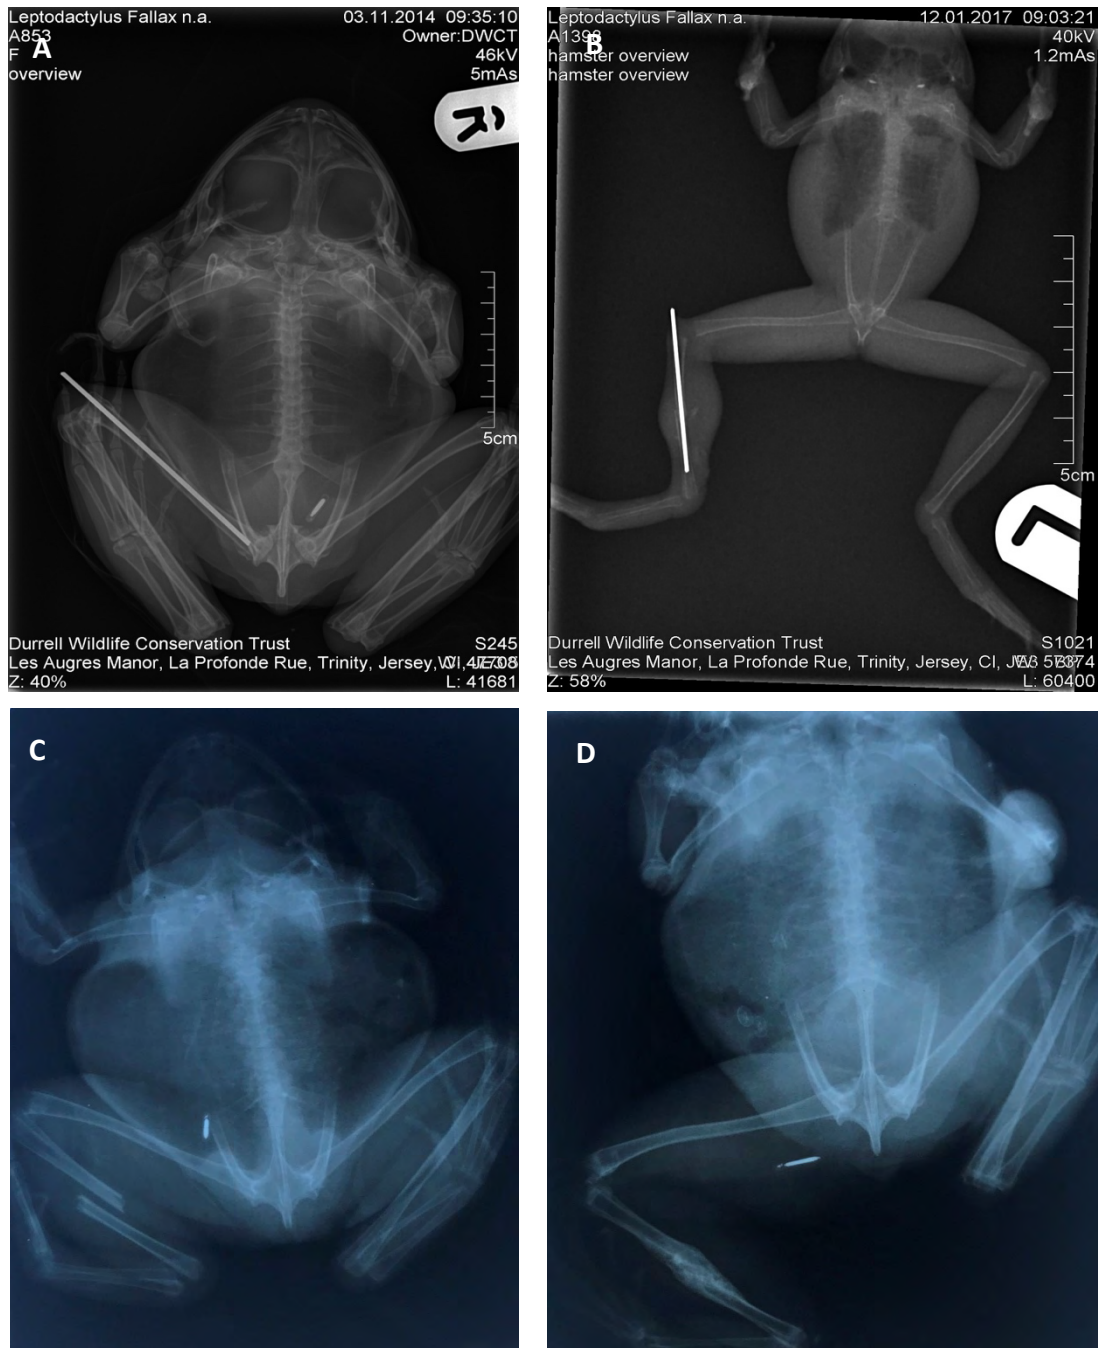 Leptodactylus Fallax n.a. 03.11.2014 09:35:10
A853 Owner:DWCT
A
F 46kV
overview 5mAs
R
5cm
Durrell Wildlife Conservation Trust S245
Les Augres Manor, La Profonde Rue, Trinity, Jersey,
Z: 40% L: 41681
Leptodactylus Fallax n.a. 12.01.2017 09:03:21
A1393 40kV
B
hamster overview 1.2mAs
hamster overview
5cm
L
Durrell Wildlife Conservation Trust S1021
Les Augres Manor, La Profonde Rue, Trinity, Jersey, CI,
Z: 58% L: 60400
C
D